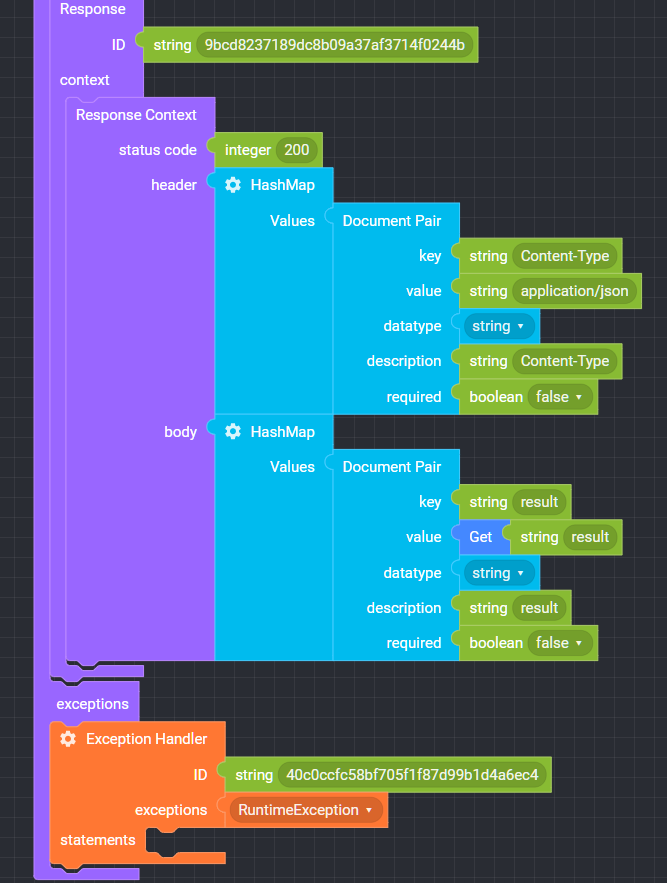 Response
ID string 9bcd8237189dc8b09a37af3714f0244b
context
Response Context
status code integer 200
header HashMap
Values Document Pair
key string Content-Type
value string application/json
datatype string
description string Content-Type
required boolean false
body HashMap
Values Document Pair
key string result
value Get string result
datatype string
description string result
required boolean false
exceptions
Exception Handler
ID string 40c0ccfc58bf705f1f87d99b1d4a6ec4
exceptions RuntimeException
statements